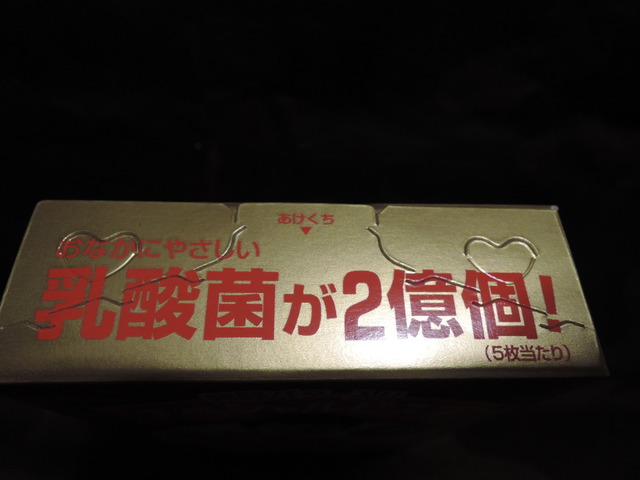 あけくち
おなかにやさしい
乳酸菌が2億個!
(5枚当たり)